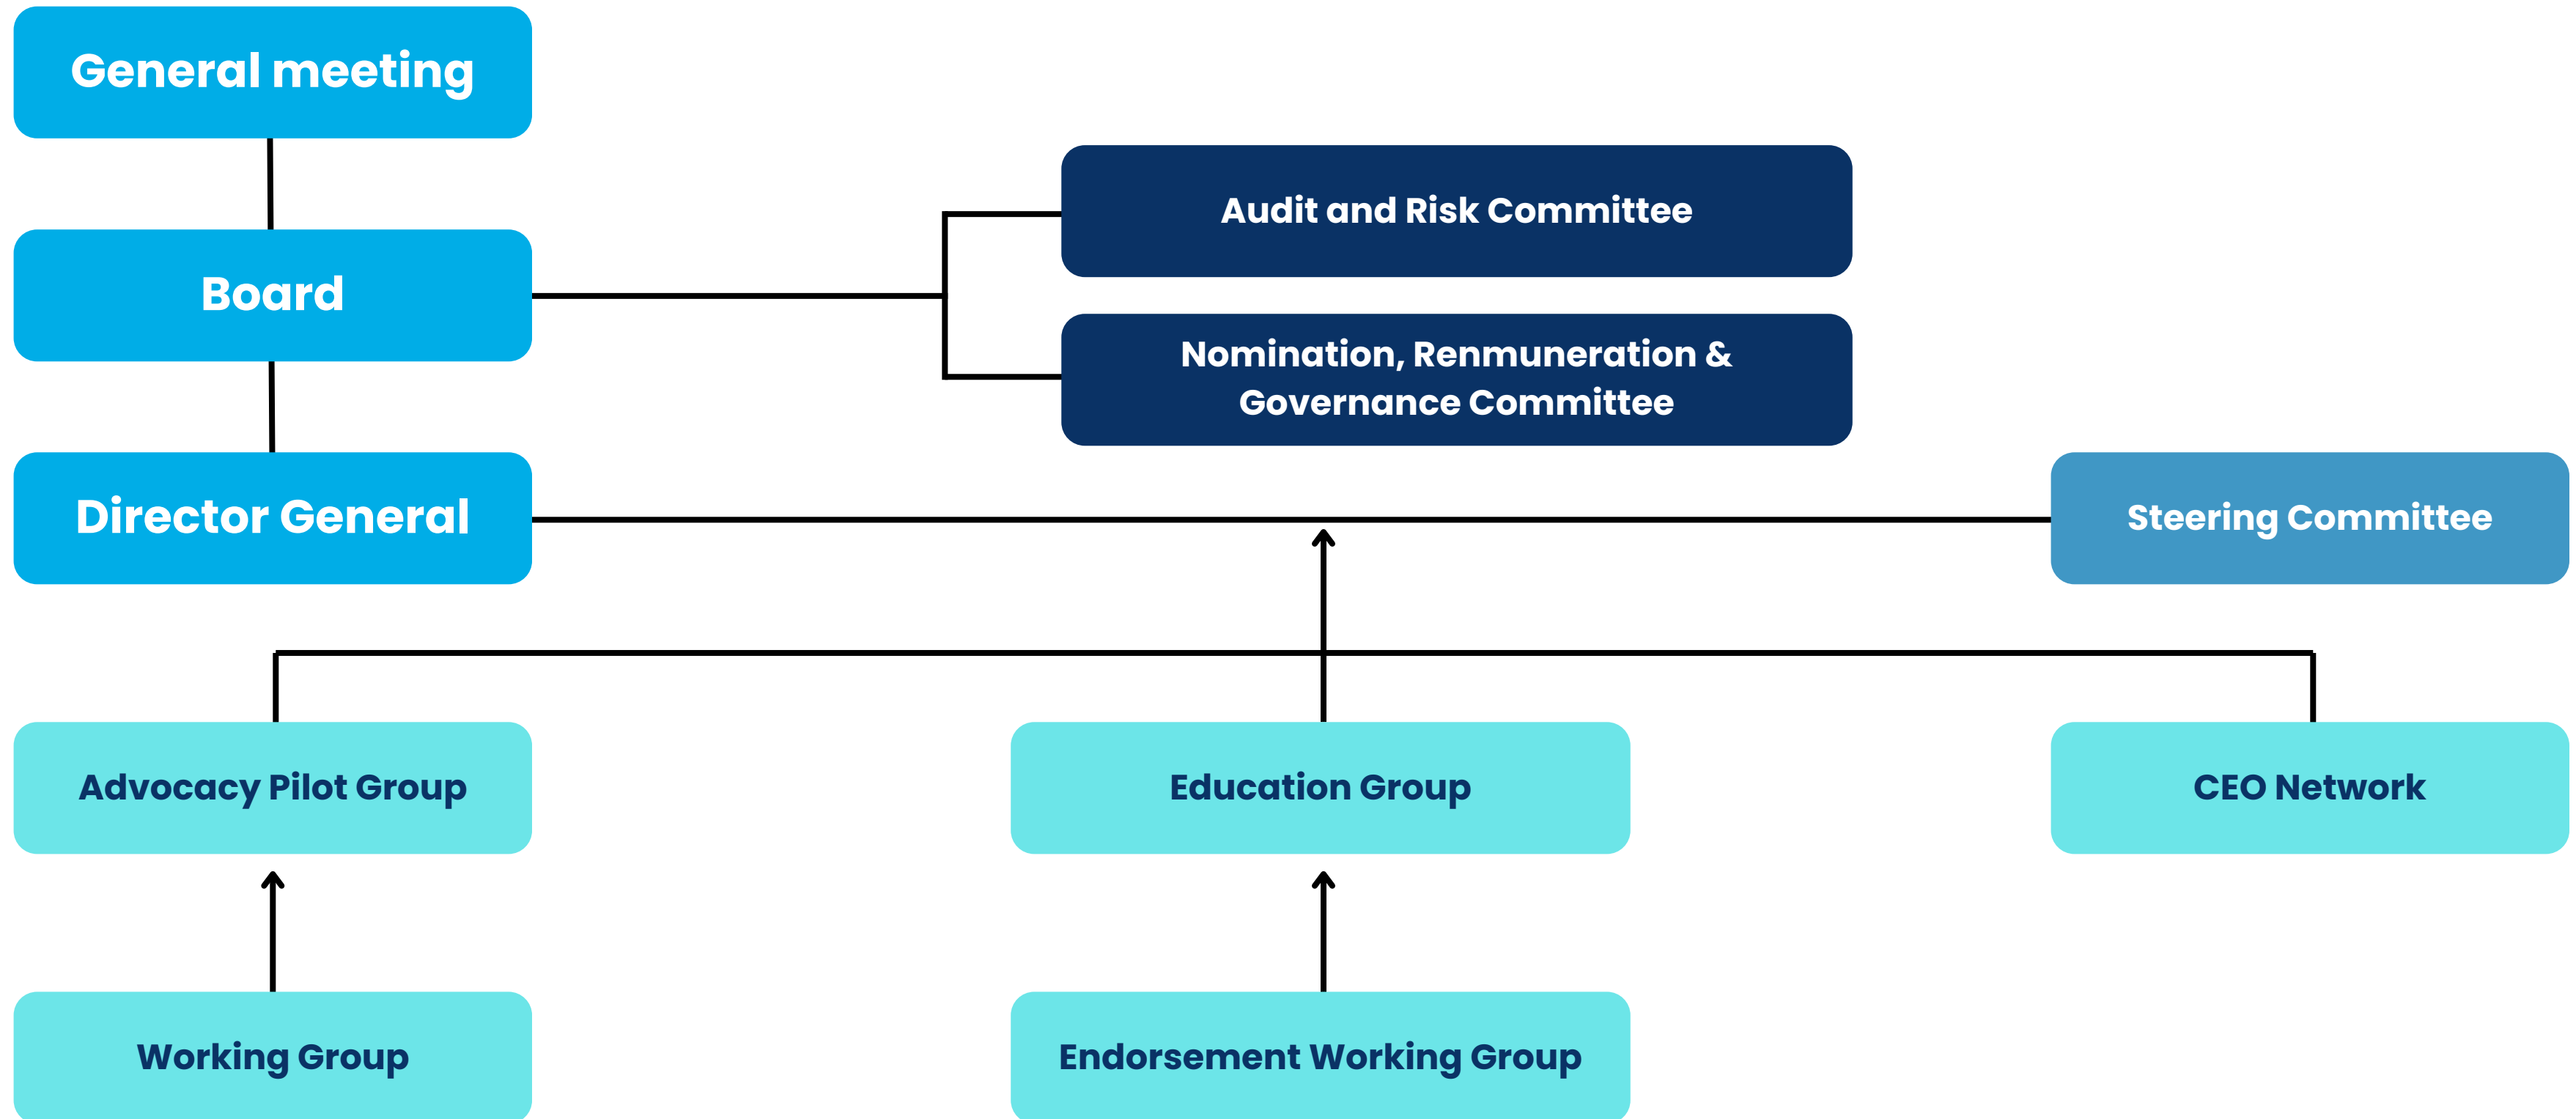 General meeting
Audit and Risk Committee
Board
Nomination, Renmuneration &
Governance Committee
Director General
Steering Committee
Advocacy Pilot Group
Education Group
CEO Network
Working Group
Endorsement Working Group